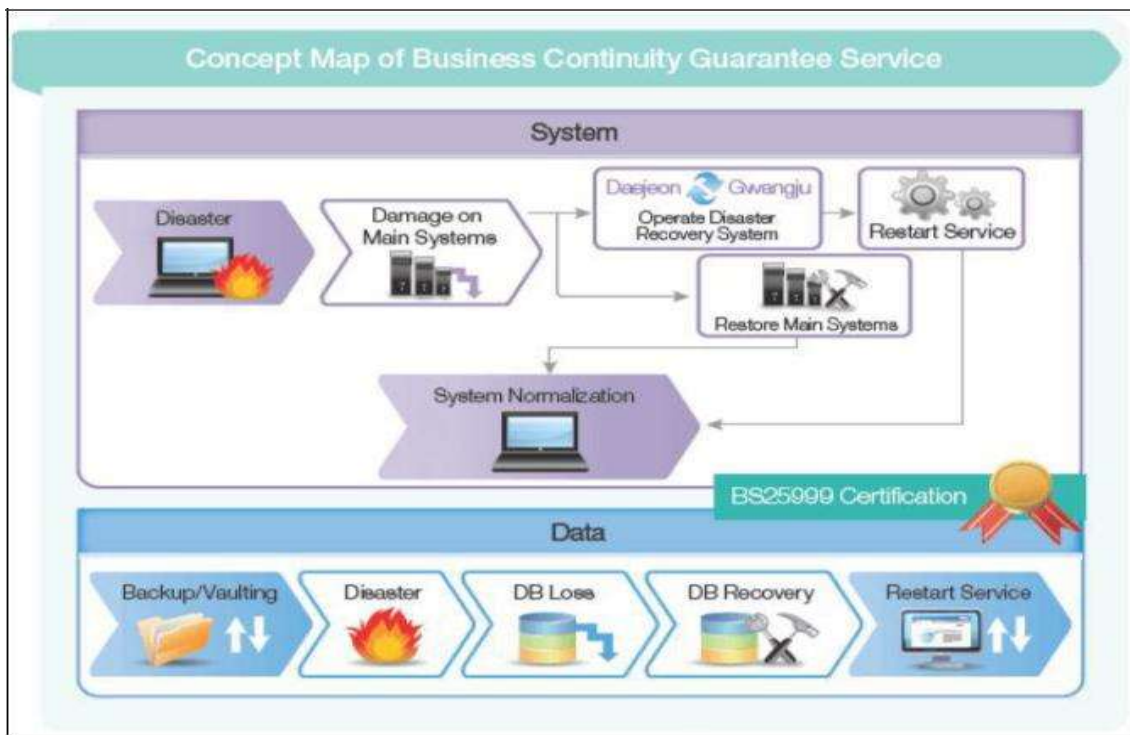 Concept Map of Business Continuity Guarantee Service
System
Disaster
Damage on
Main Systems
Daejeon Gwangju
Operate Disaster
Recovery System
Restart Service
Restore Main Systems
System Normalization
BS25999 Certification
Data
Backup/Vaulting
Disaster
DB Loss
DB Recovery
Restart Service